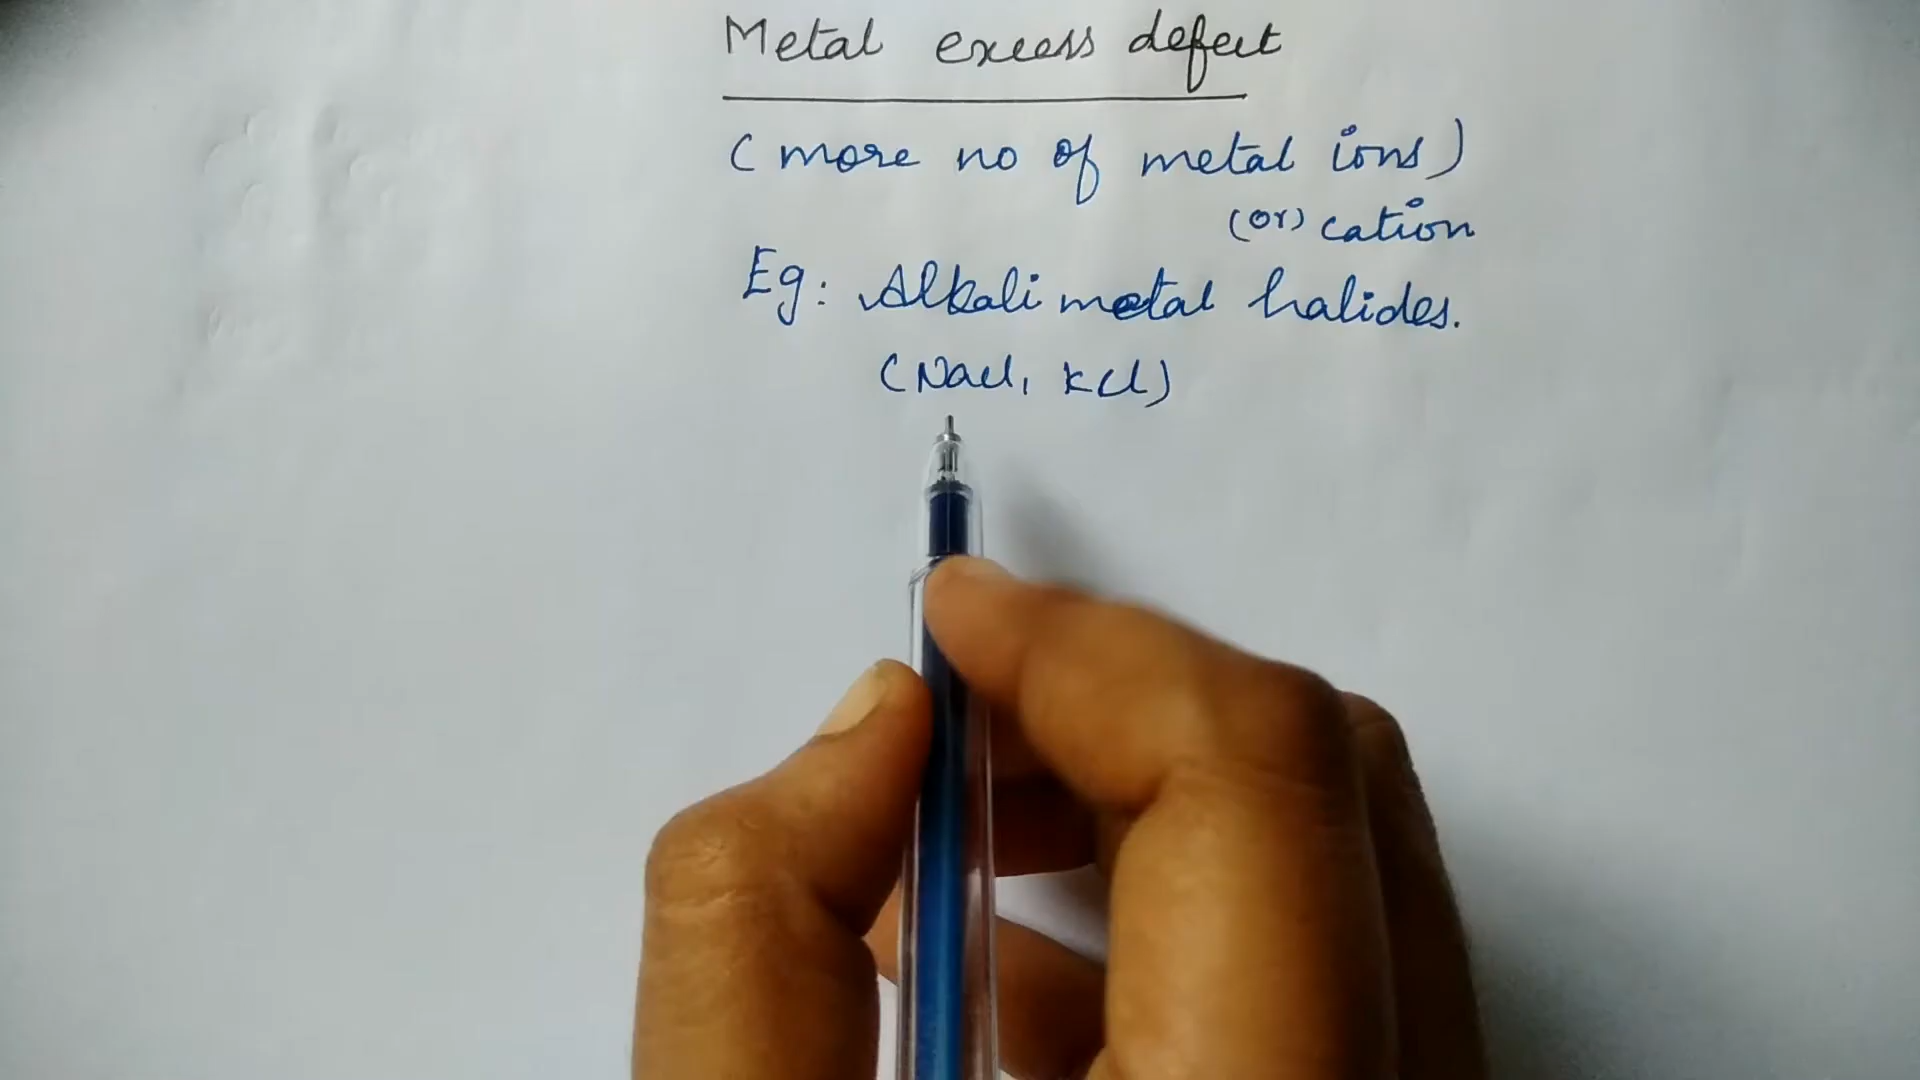 Metal excess defect
(more no of metal ions)
(or) cation
Eg: Alkali metal halides.
(NaCl, KCl)